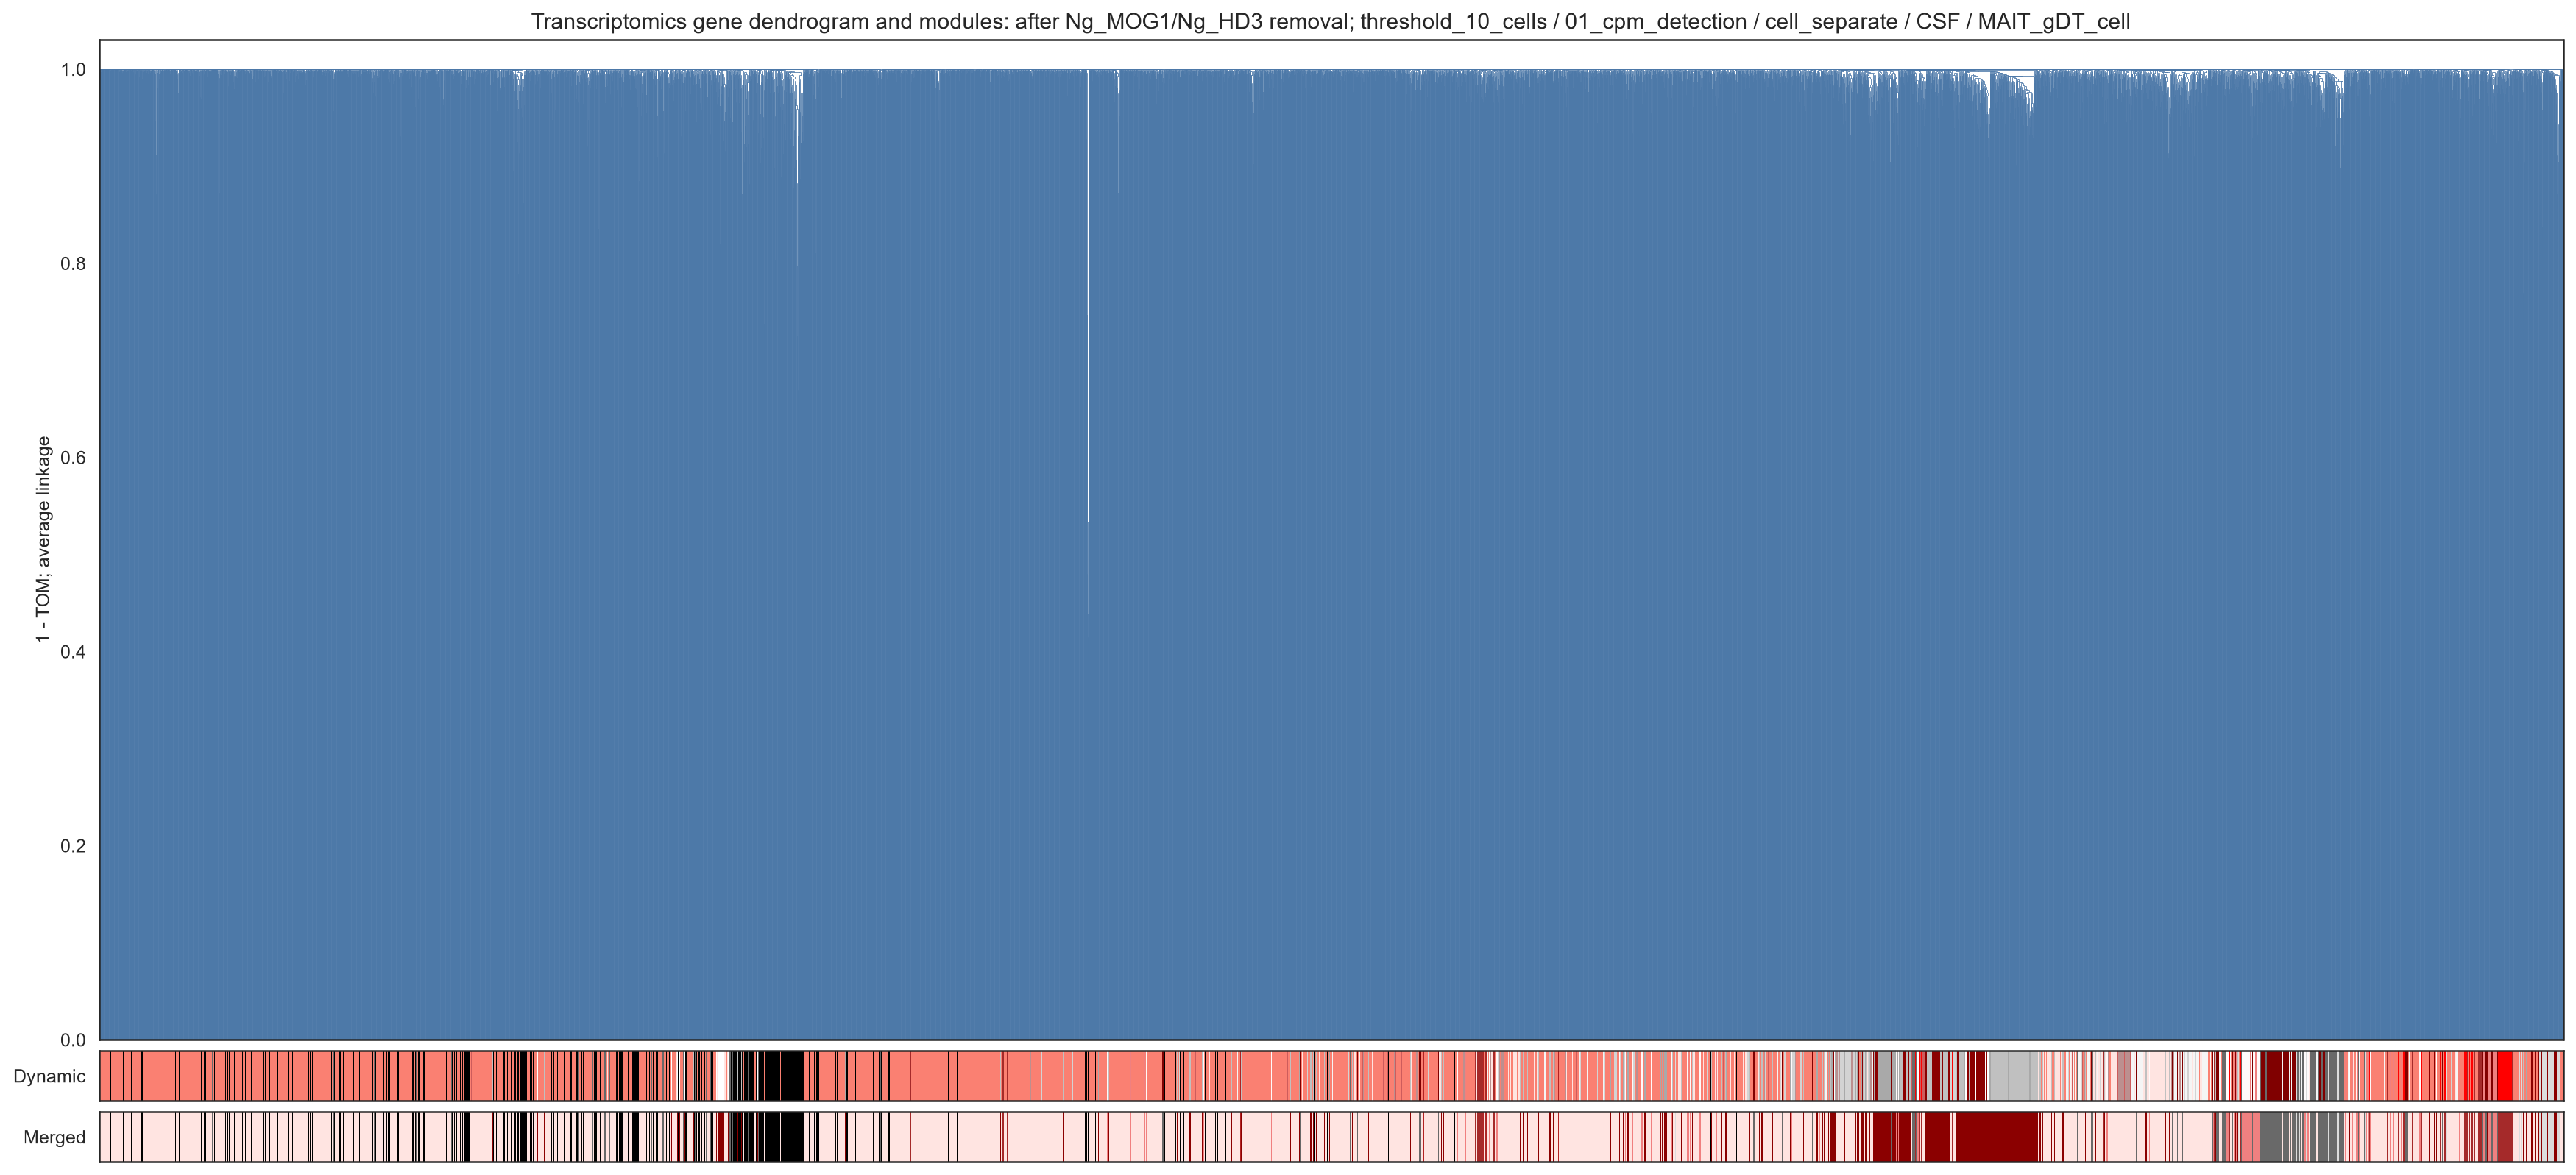 Transcriptomics gene dendrogram and modules: after Ng_MOG1/Ng_HD3 removal; threshold_10_cells / 01_cpm_detection / cell_separate / CSF / MAIT_gDT_cell
1.0
0.8
0.6
0.4
0.2
0.0
1 - TOM; average linkage
Dynamic
Merged